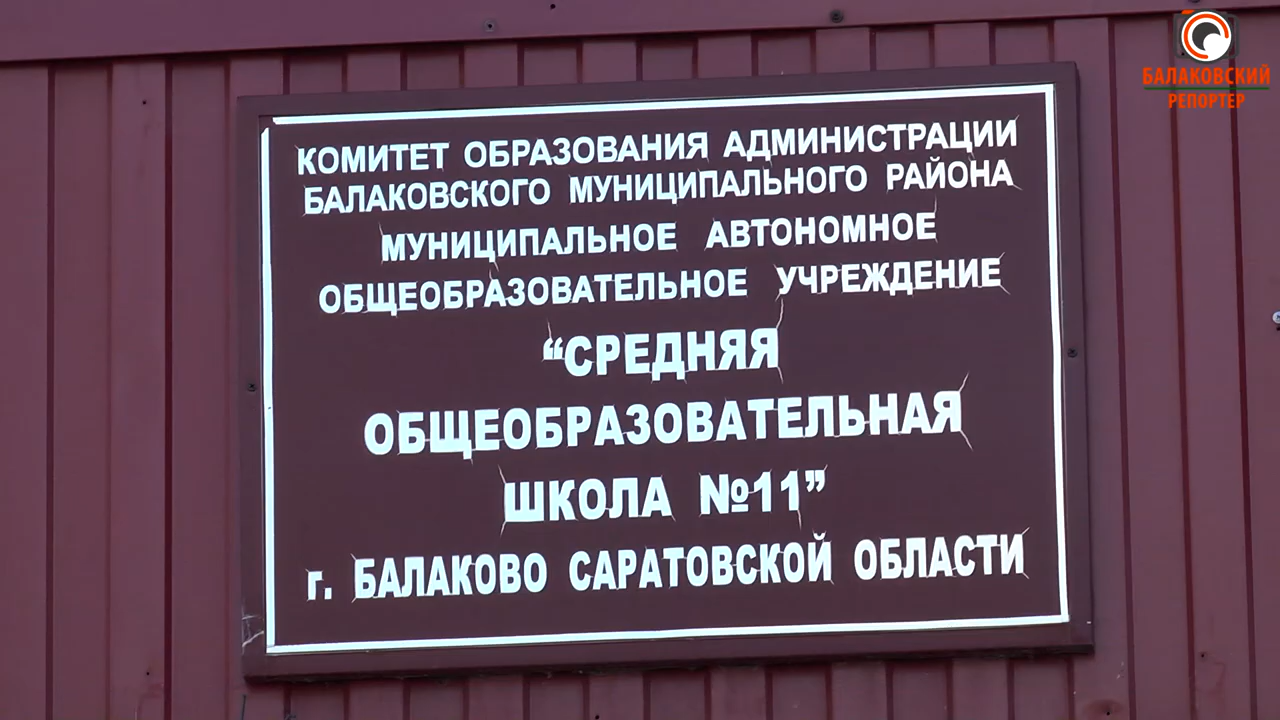 БАЛАКОВСКИЙ
РЕПОРТЕР
КОМИТЕТ ОБРАЗОВАНИЯ АДМИНИСТРАЦИИ
БАЛАКОВСКОГО МУНИЦИПАЛЬНОГО РАЙОНА
МУНИЦИПАЛЬНОЕ АВТОНОМНОЕ
ОБЩЕОБРАЗОВАТЕЛЬНОЕ УЧРЕЖДЕНИЕ
“СРЕДНЯЯ
ОБЩЕОБРАЗОВАТЕЛЬНАЯ
ШКОЛА №11”
г. БАЛАКОВО САРАТОВСКОЙ ОБЛАСТИ